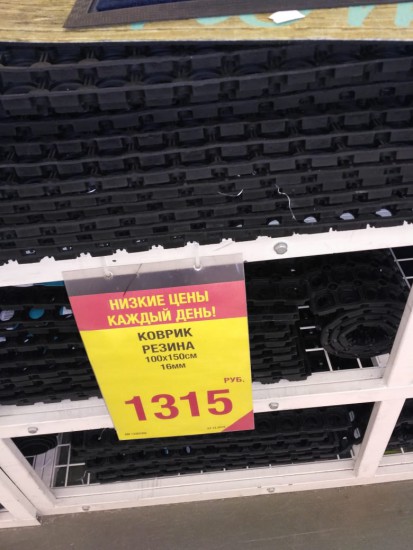 НИЗКИЕ ЦЕНЫ
КАЖДЫЙ ДЕНЬ!
КОВРИК
РЕЗИНА
100х150см
16мм
РУБ.
1315